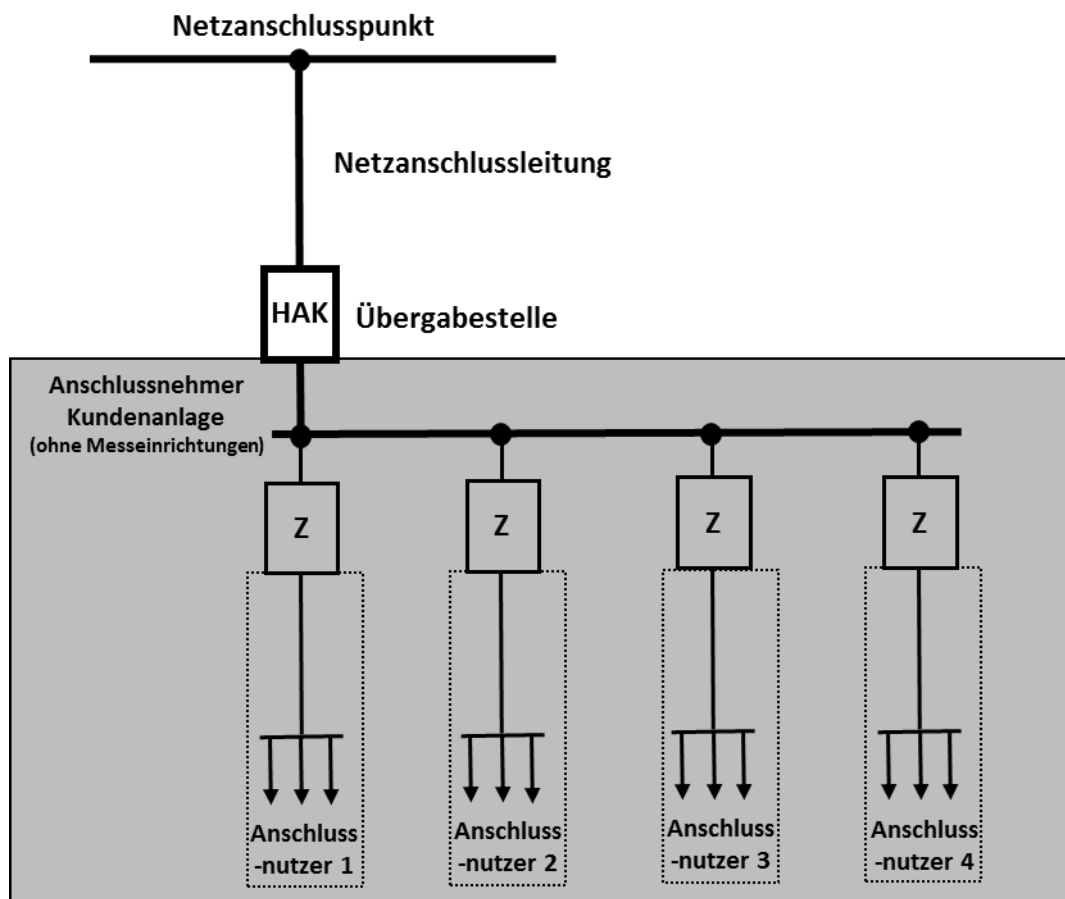 Netzanschlusspunkt
Netzanschlussleitung
HAK
Übergabestelle
Anschlussnehmer
Kundenanlage
(ohne Messeinrichtungen)
Z
Z
Z
Z
Anschluss
-nutzer 1
Anschluss
-nutzer 2
Anschluss
-nutzer 3
Anschluss
-nutzer 4